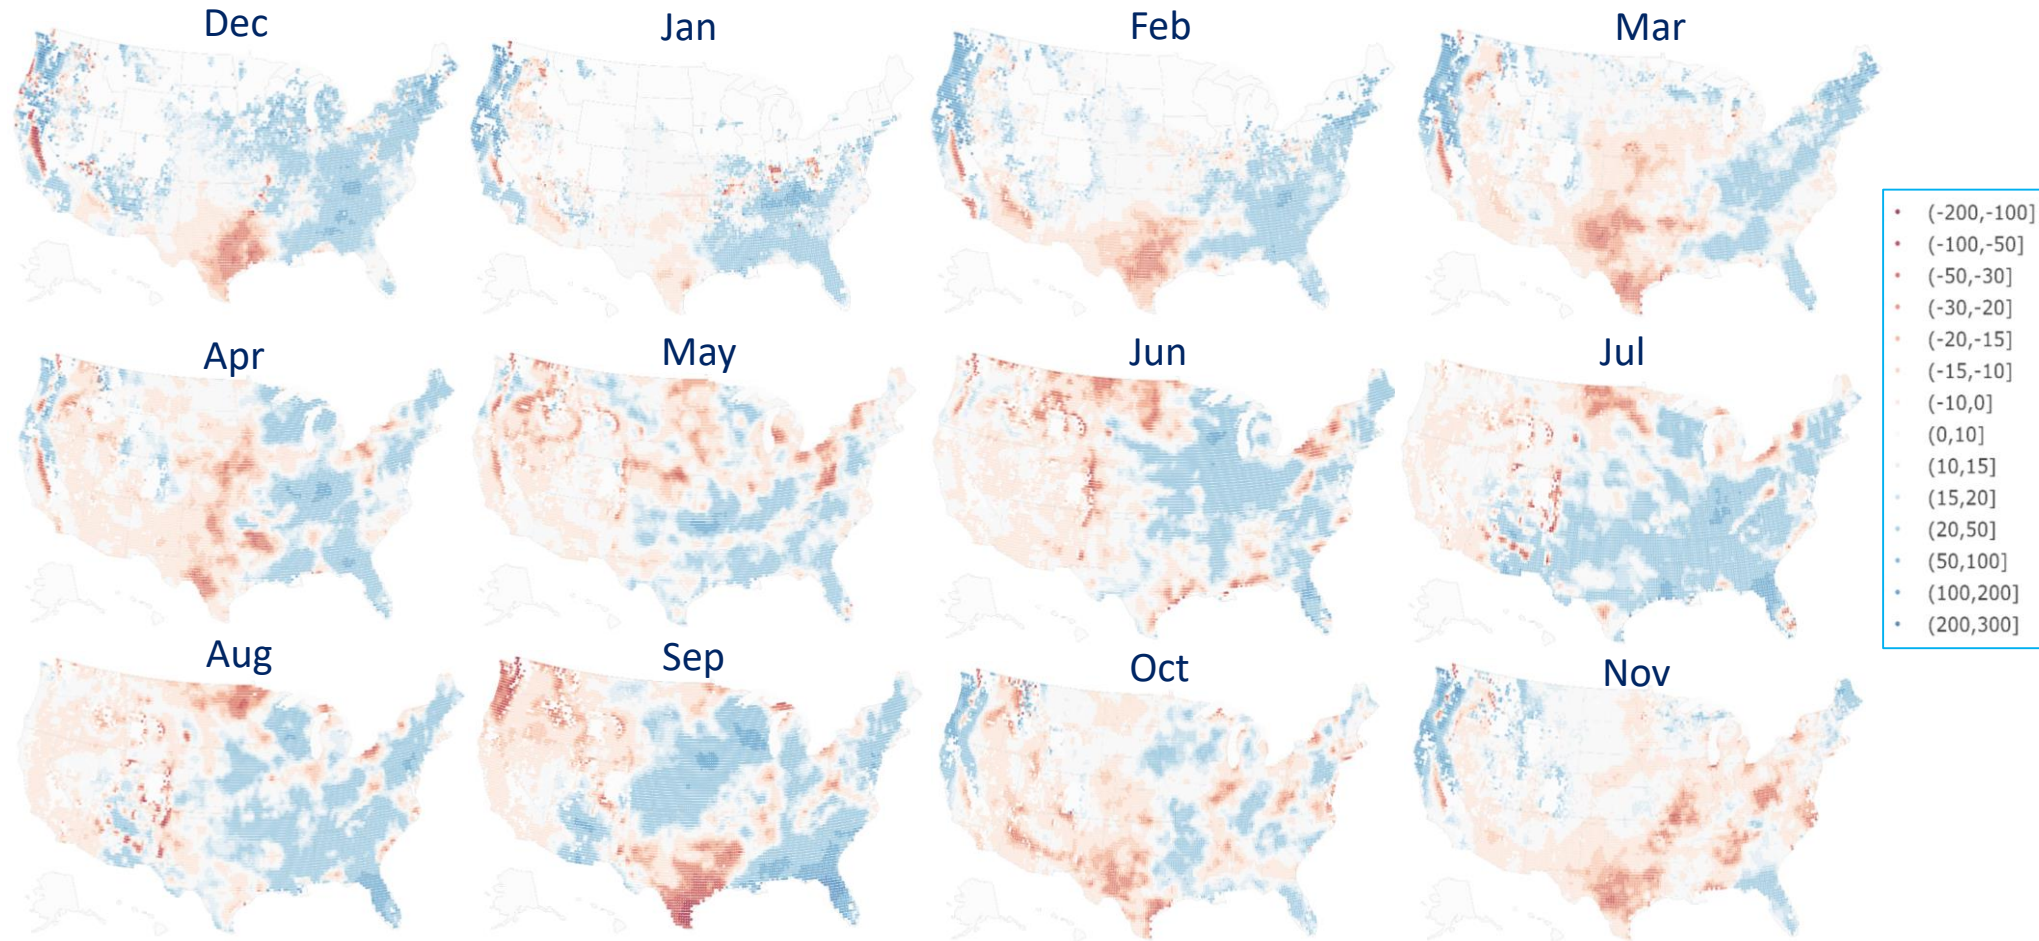 Dec
Jan
Feb
Mar
Apr
May
Jun
Jul
Aug
Sep
Oct
Nov
(-200,-100]
(-100,-50]
(-50,-30]
(-30,-20]
(-20,-15]
(-15,-10]
(-10,0]
(0,10]
(10,15]
(15,20]
(20,50]
(50,100]
(100,200]
(200,300]